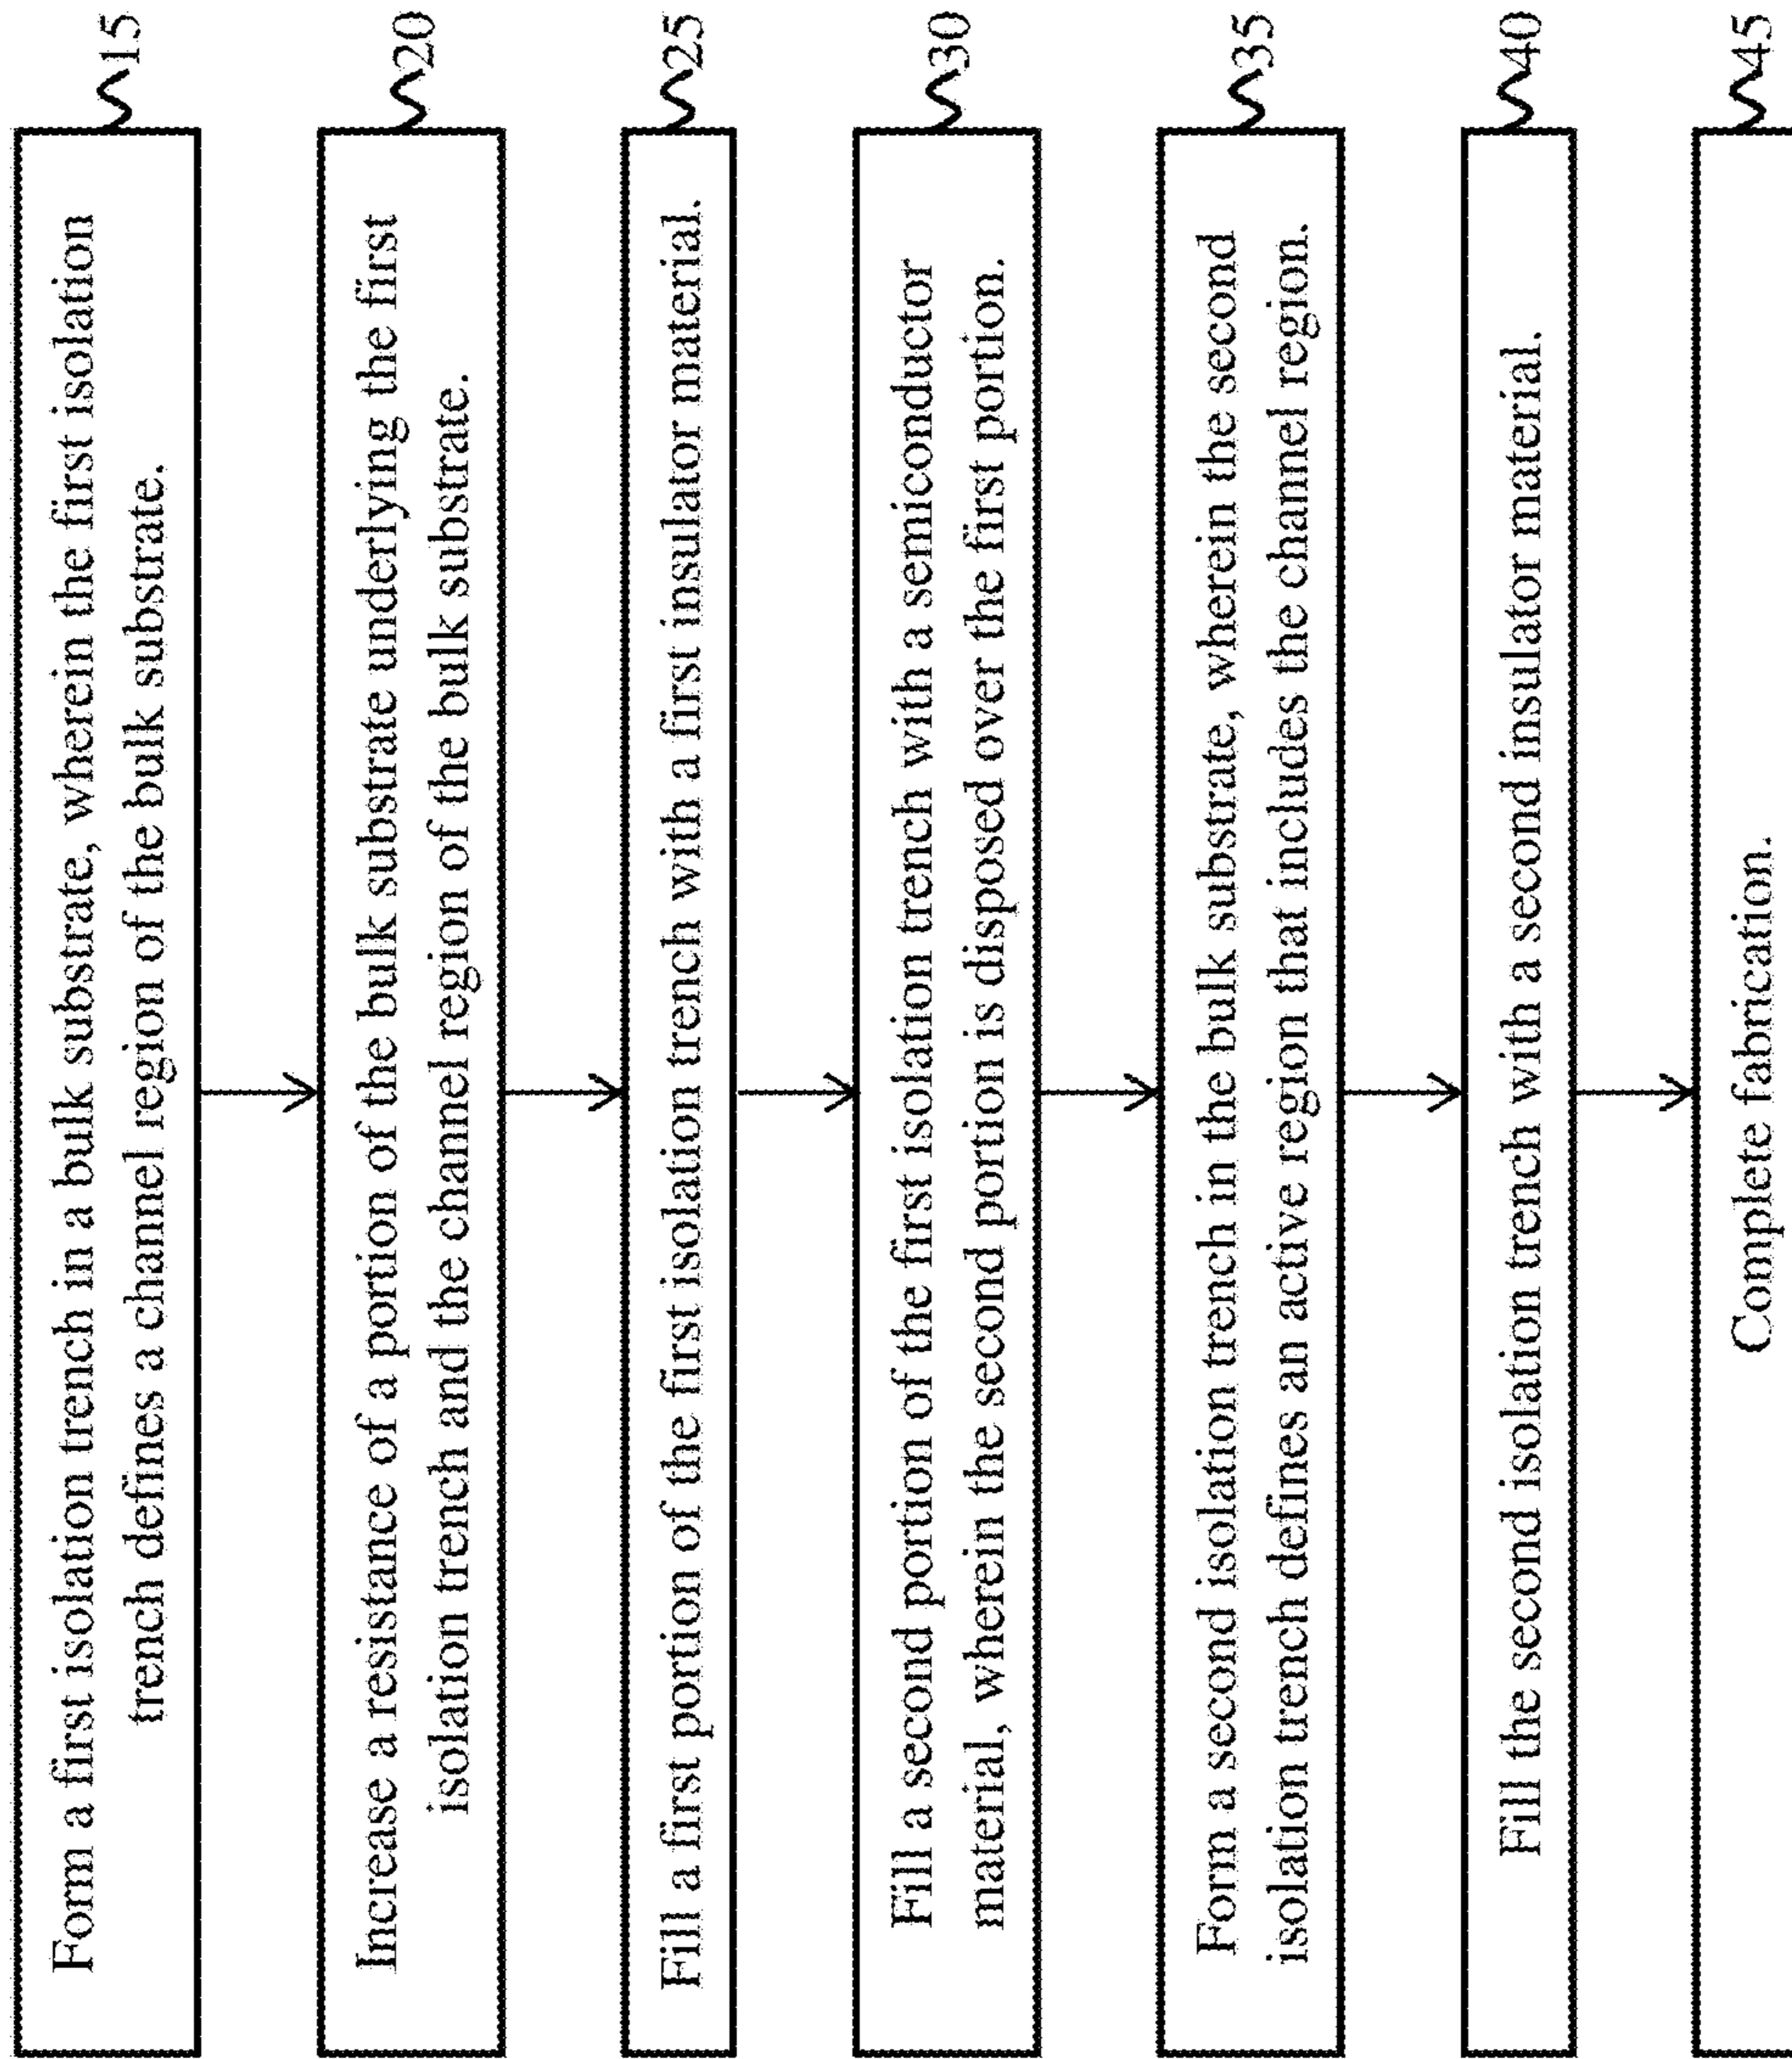 Form a first isolation trench in a bulk substrate, wherein the first isolation
trench defines a channel region of the bulk substrate.
15
Increase a resistance of a portion of the bulk substrate underlying the first
isolation trench and the channel region of the bulk substrate.
20
Fill a first portion of the first isolation trench with a first insulator material.
25
Fill a second portion of the first isolation trench with a semiconductor
material, wherein the second portion is disposed over the first portion.
30
Form a second isolation trench in the bulk substrate, wherein the second
isolation trench defines an active region that includes the channel region.
35
Fill the second isolation trench with a second insulator material.
40
Complete fabrication.
45